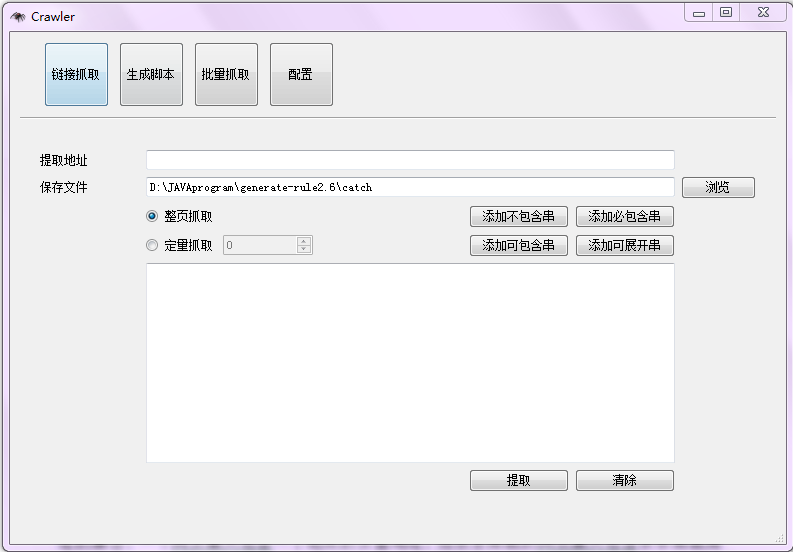 Crawler
链接抓取 生成脚本 批量抓取 配置
提取地址
保存文件 D:\JAVAprogram\generate-rule2.6\catch 浏览
整页抓取 添加不包含串 添加必包含串
定量抓取 0 添加可包含串 添加可展开串
提取 清除